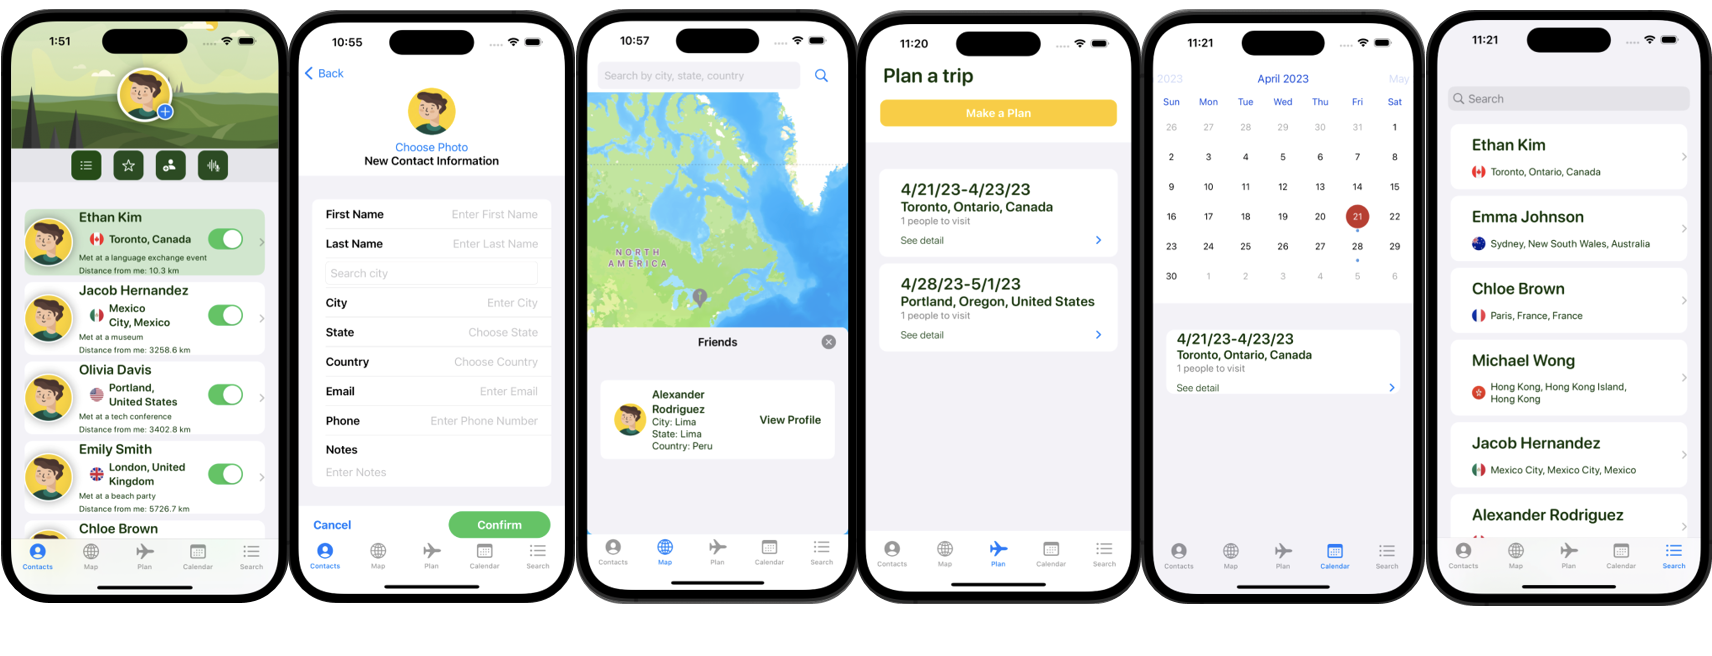 1:51
Ethan Kim
Toronto, Canada
Met at a language exchange event
Distance from me: 10.3 km
Jacob Hernandez
Mexico
City, Mexico
Met at a museum
Distance from me: 3258.6 km
Olivia Davis
Portland,
United States
Met at a tech conference
Distance from me: 3402.8 km
Emily Smith
London, United
Kingdom
Met at a beach party
Distance from me: 5726.7 km
Chloe Brown
Contacts Map Plan Calendar Search
10:55
Back
Choose Photo
New Contact Information
First Name Enter First Name
Last Name Enter Last Name
Search city
City Enter City
State Choose State
Country Choose Country
Email Enter Email
Phone Enter Phone Number
Notes
Enter Notes
Cancel Confirm
Contacts Map Plan Calendar Search
10:57
Search by city, state, country
NORTH
AMERICA
Friends
Alexander
Rodriguez
City: Lima
State: Lima
Country: Peru
View Profile
Contacts Map Plan Calendar Search
11:20
Plan a trip
Make a Plan
4/21/23-4/23/23
Toronto, Ontario, Canada
1 people to visit
See detail
4/28/23-5/1/23
Portland, Oregon, United States
1 people to visit
See detail
Contacts Map Plan Calendar Search
11:21
2023 April 2023 May
Sun Mon Tue Wed Thu Fri Sat
26 27 28 29 30 31 1
2 3 4 5 6 7 8
9 10 11 12 13 14 15
16 17 18 19 20 21 22
23 24 25 26 27 28 29
30 1 2 3 4 5 6
4/21/23-4/23/23
Toronto, Ontario, Canada
1 people to visit
See detail
Contacts Map Plan Calendar Search
11:21
Search
Ethan Kim
Toronto, Ontario, Canada
Emma Johnson
Sydney, New South Wales, Australia
Chloe Brown
Paris, France, France
Michael Wong
Hong Kong, Hong Kong Island,
Hong Kong
Jacob Hernandez
Mexico City, Mexico City, Mexico
Alexander Rodriguez
Contacts Map Plan Calendar Search